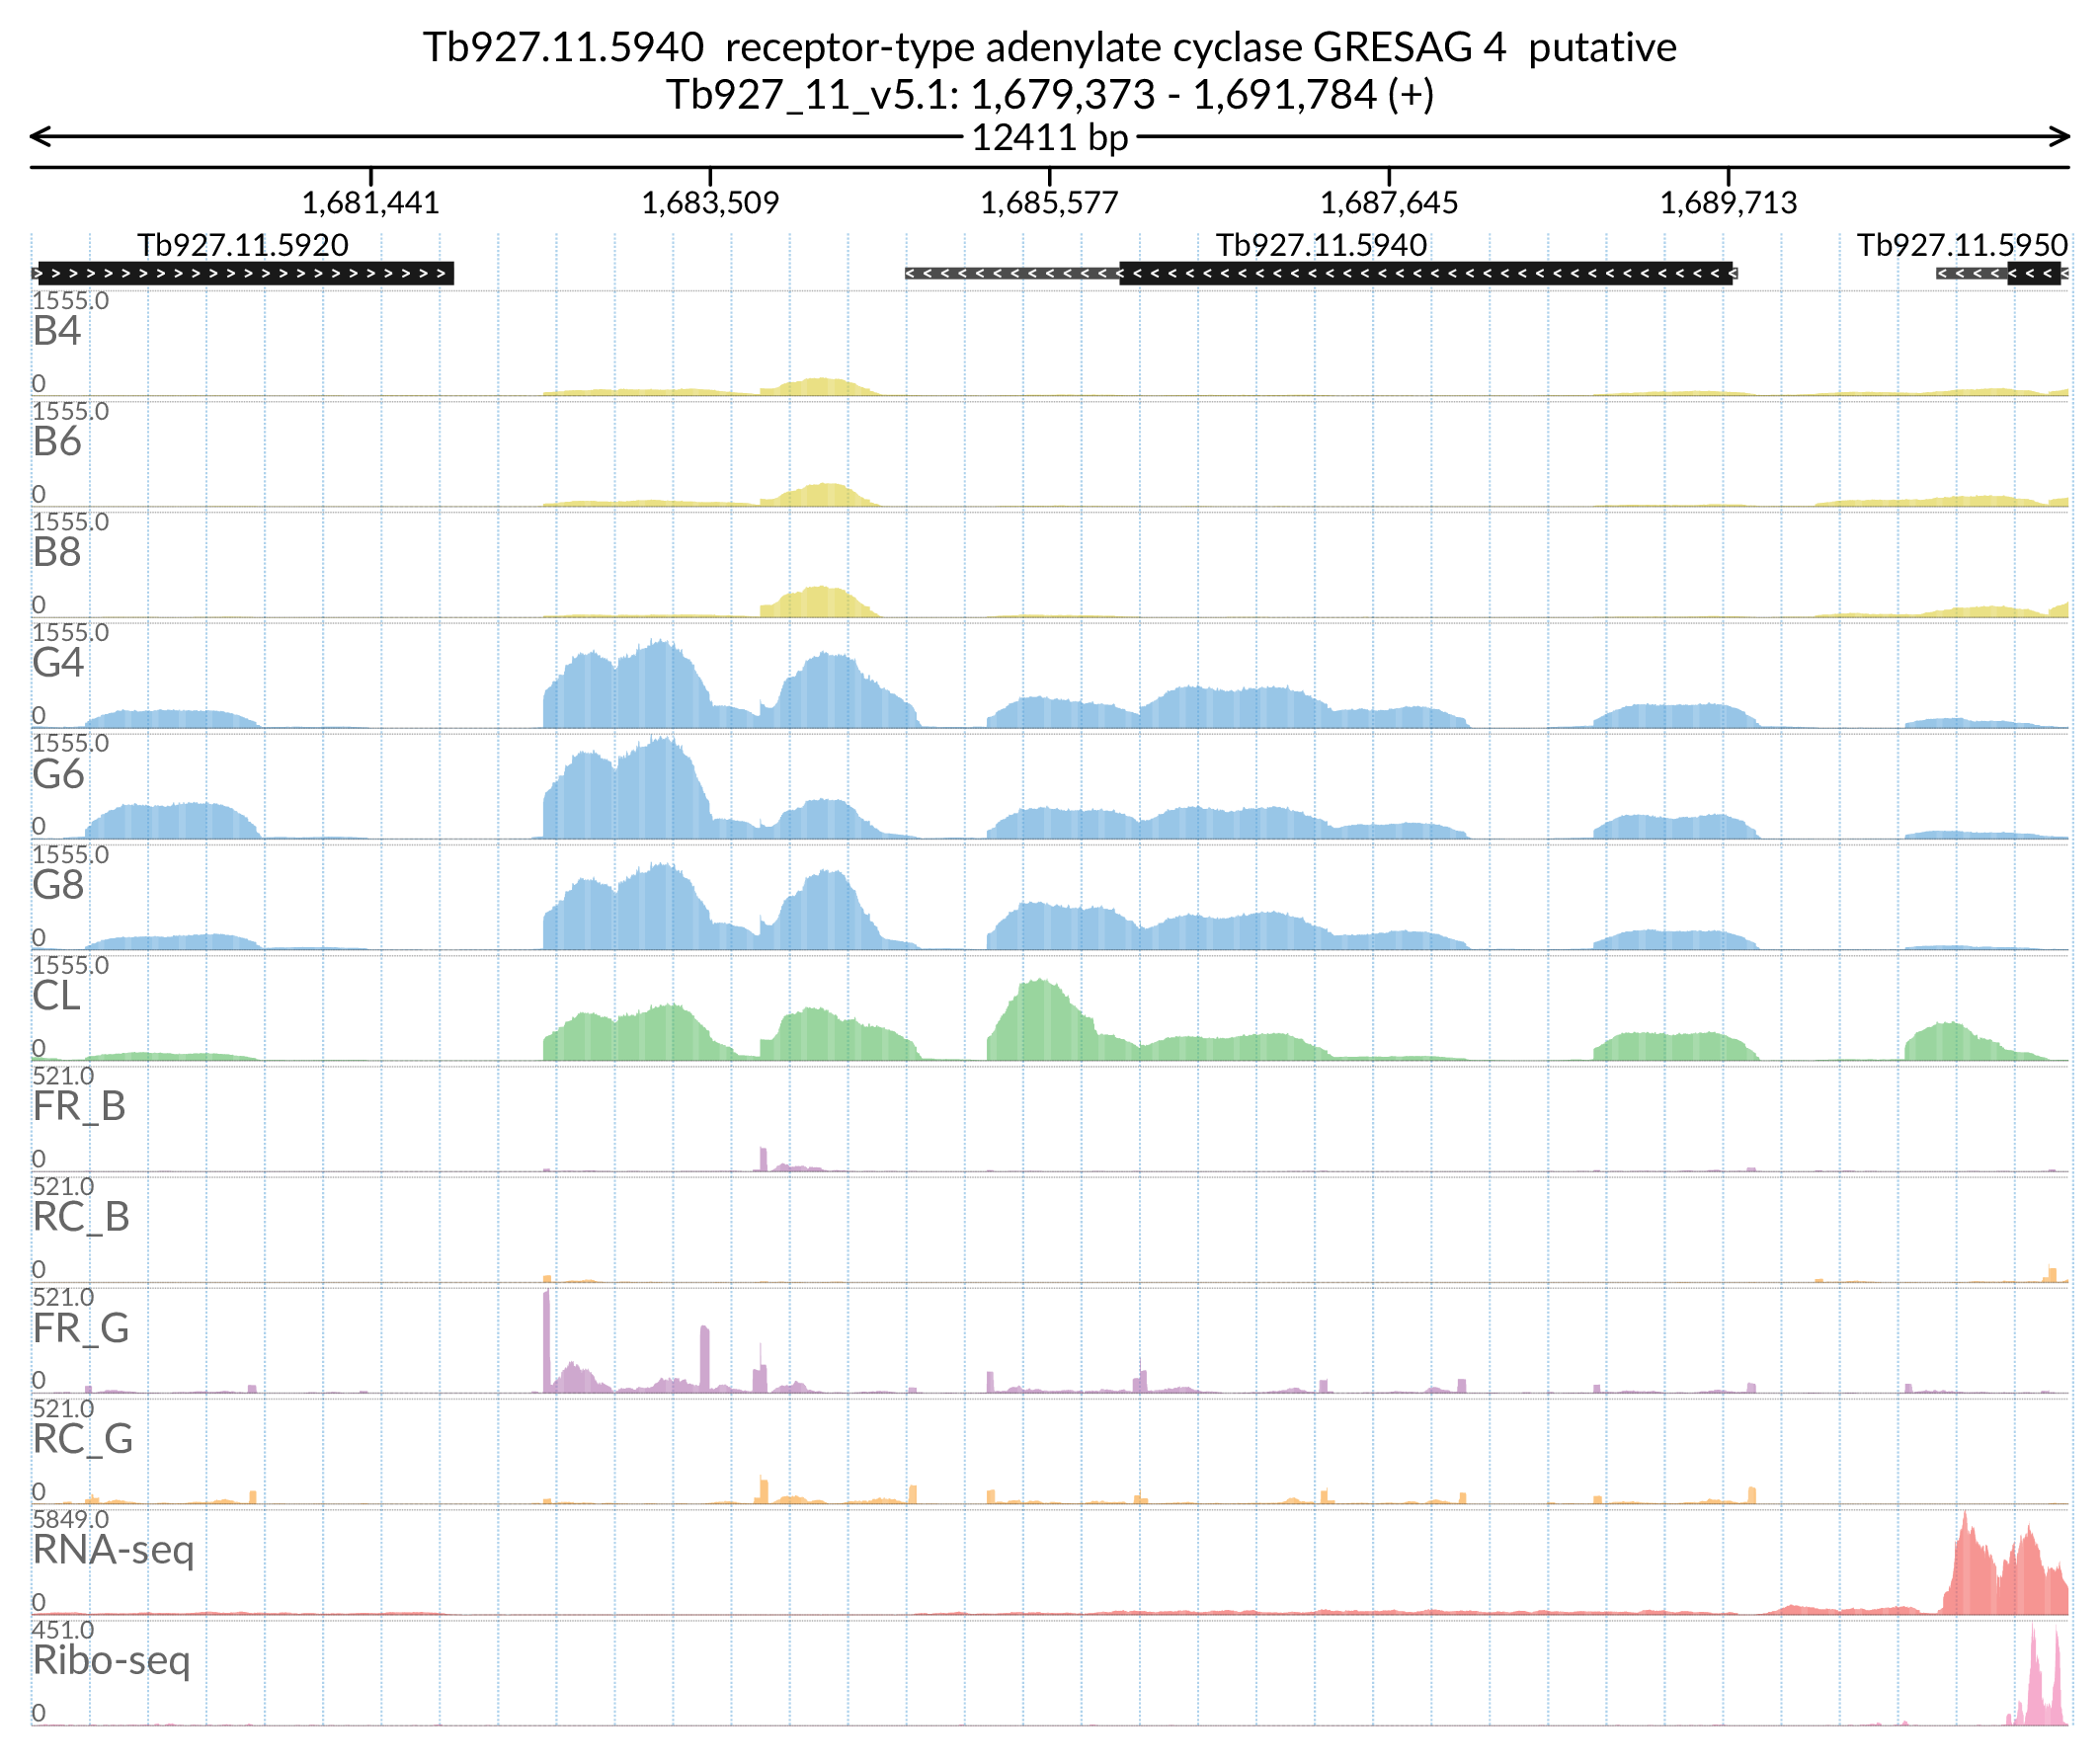 Tb927.11.5940 receptor-type adenylate cyclase GRESAG 4 putative
Tb927_11_v5.1: 1,679,373 - 1,691,784 (+)
12411 bp
1,681,441 1,683,509 1,685,577 1,687,645 1,689,713
Tb927.11.5920 Tb927.11.5940 Tb927.11.5950
1555.0
B4
0
1555.0
B6
0
1555.0
B8
0
1555.0
G4
0
1555.0
G6
0
1555.0
G8
0
1555.0
CL
0
521.0
FR_B
0
521.0
RC_B
0
521.0
FR_G
0
521.0
RC_G
0
5849.0
RNA-seq
0
451.0
Ribo-seq
0